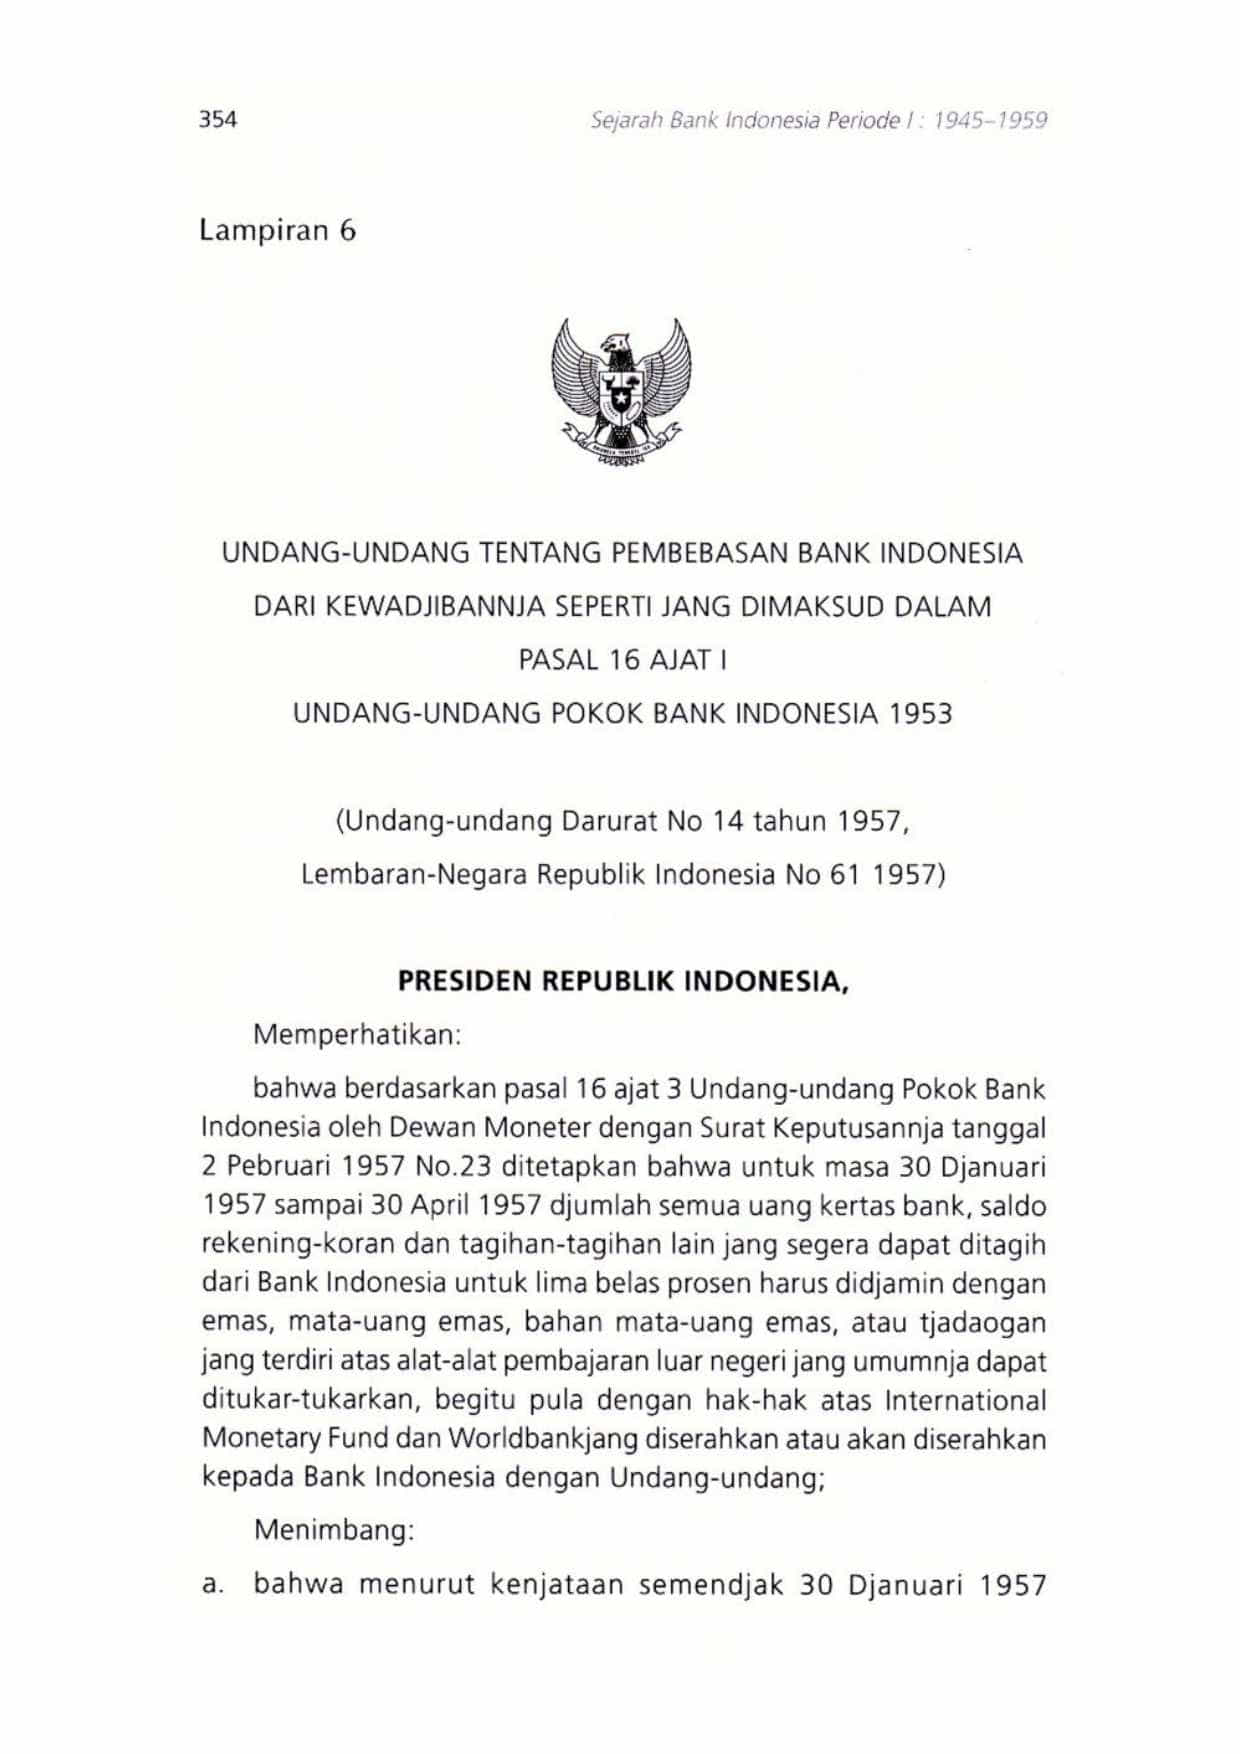 354
Sejarah Bank Indonesia Periode I : 1945–1959
Lampiran 6
UNDANG-UNDANG TENTANG PEMBEBASAN BANK INDONESIA
DARI KEWADJIBANNJA SEPERTI JANG DIMAKSUD DALAM
PASAL 16 AJAT I
UNDANG-UNDANG POKOK BANK INDONESIA 1953
(Undang-undang Darurat No 14 tahun 1957,
Lembaran-Negara Republik Indonesia No 61 1957)
PRESIDEN REPUBLIK INDONESIA,
Memperhatikan:
bahwa berdasarkan pasal 16 ajat 3 Undang-undang Pokok Bank
Indonesia oleh Dewan Moneter dengan Surat Keputusannja tanggal
2 Pebruari 1957 No.23 ditetapkan bahwa untuk masa 30 Djanuari
1957 sampai 30 April 1957 djumlah semua uang kertas bank, saldo
rekening-koran dan tagihan-tagihan lain jang segera dapat ditagih
dari Bank Indonesia untuk lima belas prosen harus didjamin dengan
emas, mata-uang emas, bahan mata-uang emas, atau tjadaogan
jang terdiri atas alat-alat pembajaran luar negeri jang umumnja dapat
ditukar-tukarkan, begitu pula dengan hak-hak atas International
Monetary Fund dan Worldbankjang diserahkan atau akan diserahkan
kepada Bank Indonesia dengan Undang-undang;
Menimbang:
a. bahwa menurut kenjataan semendjak 30 Djanuari 1957